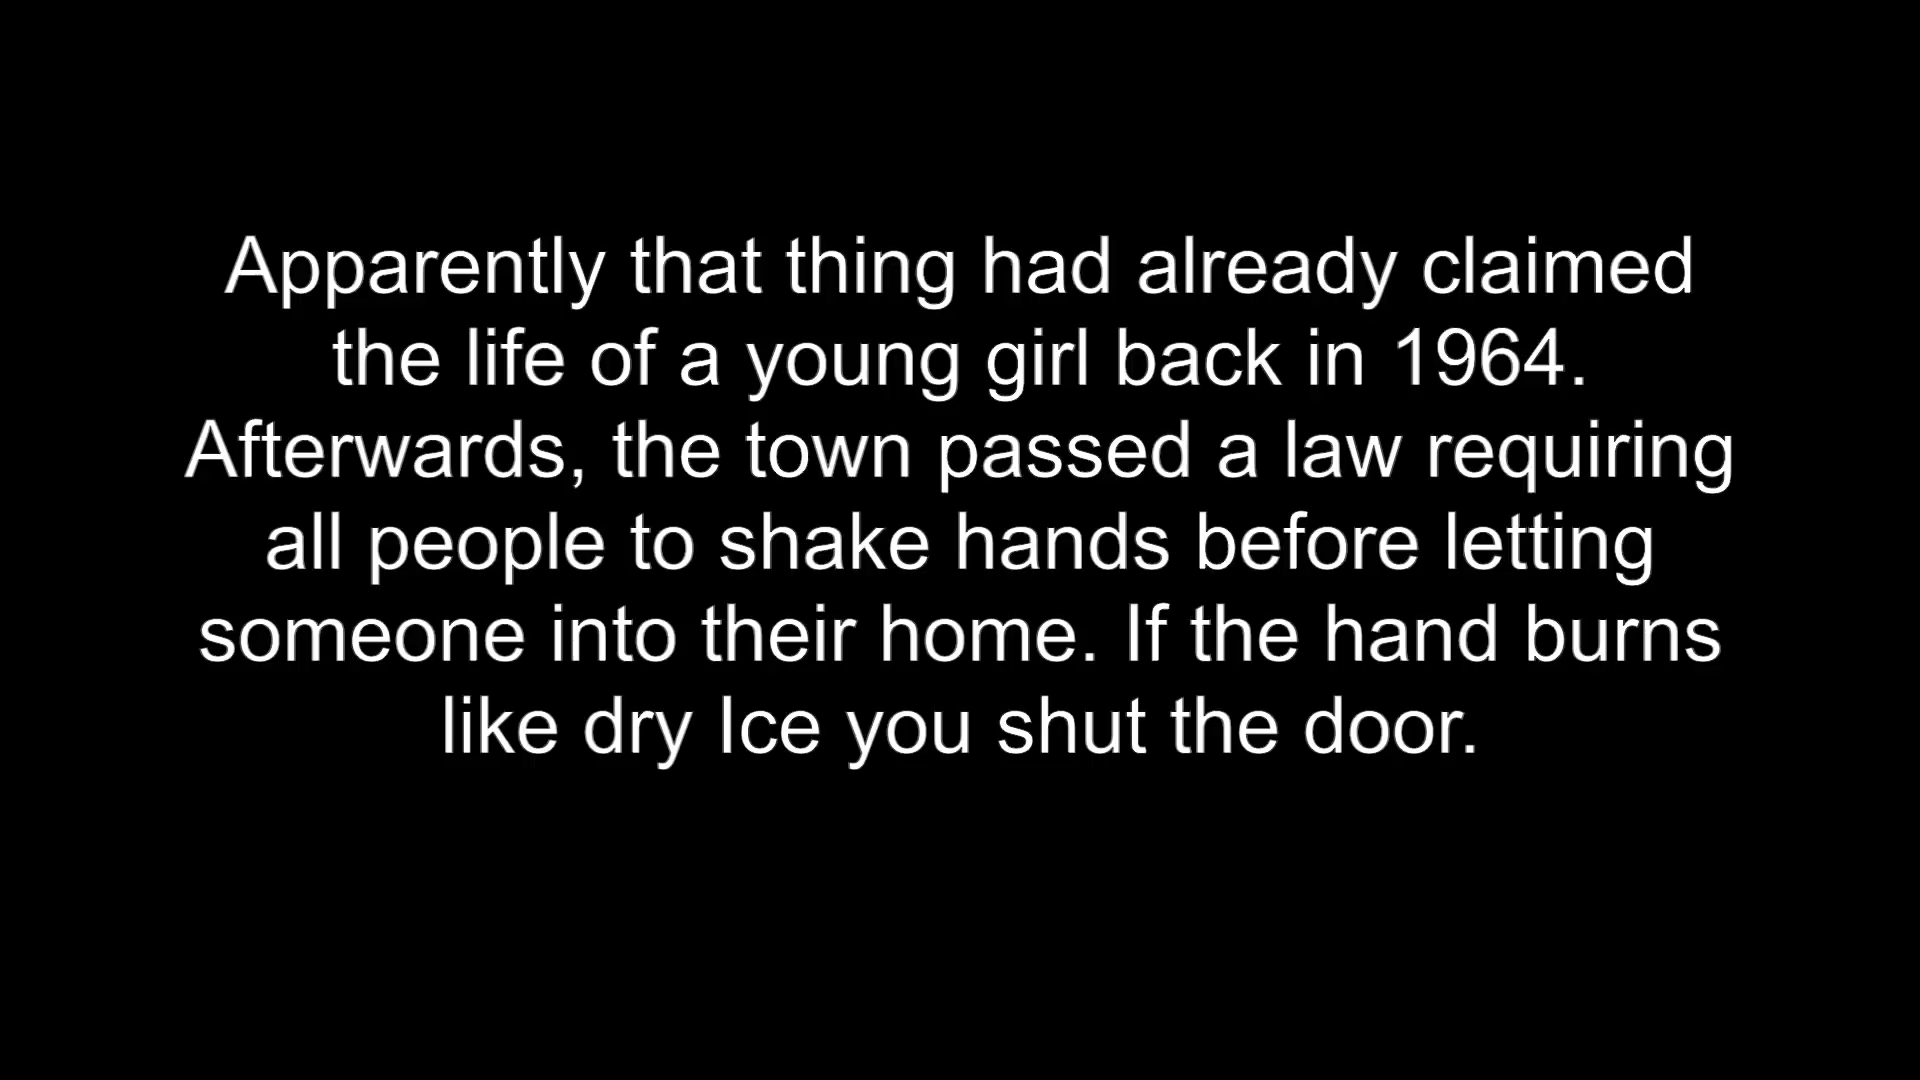 Apparently that thing had already claimed
the life of a young girl back in 1964.
Afterwards, the town passed a law requiring
all people to shake hands before letting
someone into their home. If the hand burns
like dry Ice you shut the door.